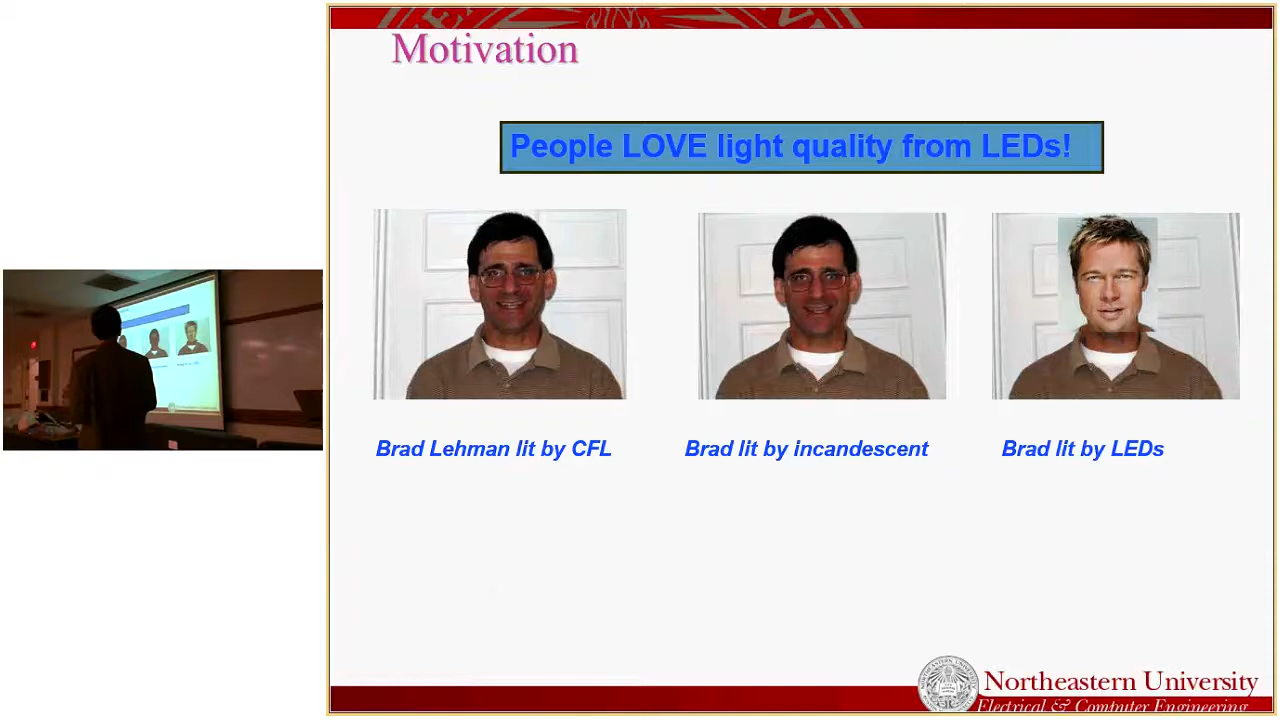 Motivation
People LOVE light quality from LEDs!
Brad Lehman lit by CFL
Brad lit by incandescent
Brad lit by LEDs
Northeastern University
Electrical & Computer Engineering